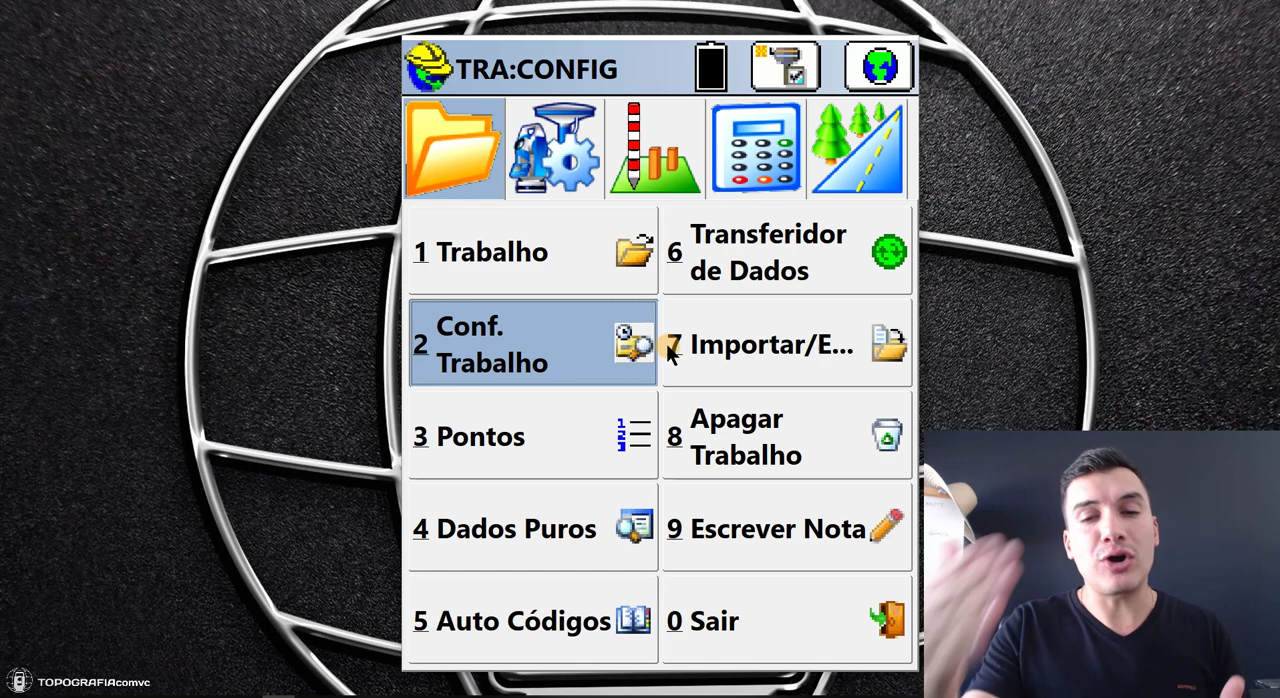 TRA:CONFIG
1 Trabalho
6 Transferidor
de Dados
2 Conf.
Trabalho
7 Importar/E...
3 Pontos
8 Apagar
Trabalho
4 Dados Puros
9 Escrever Nota
5 Auto Códigos
0 Sair
TOPOGRAFIAcomvc